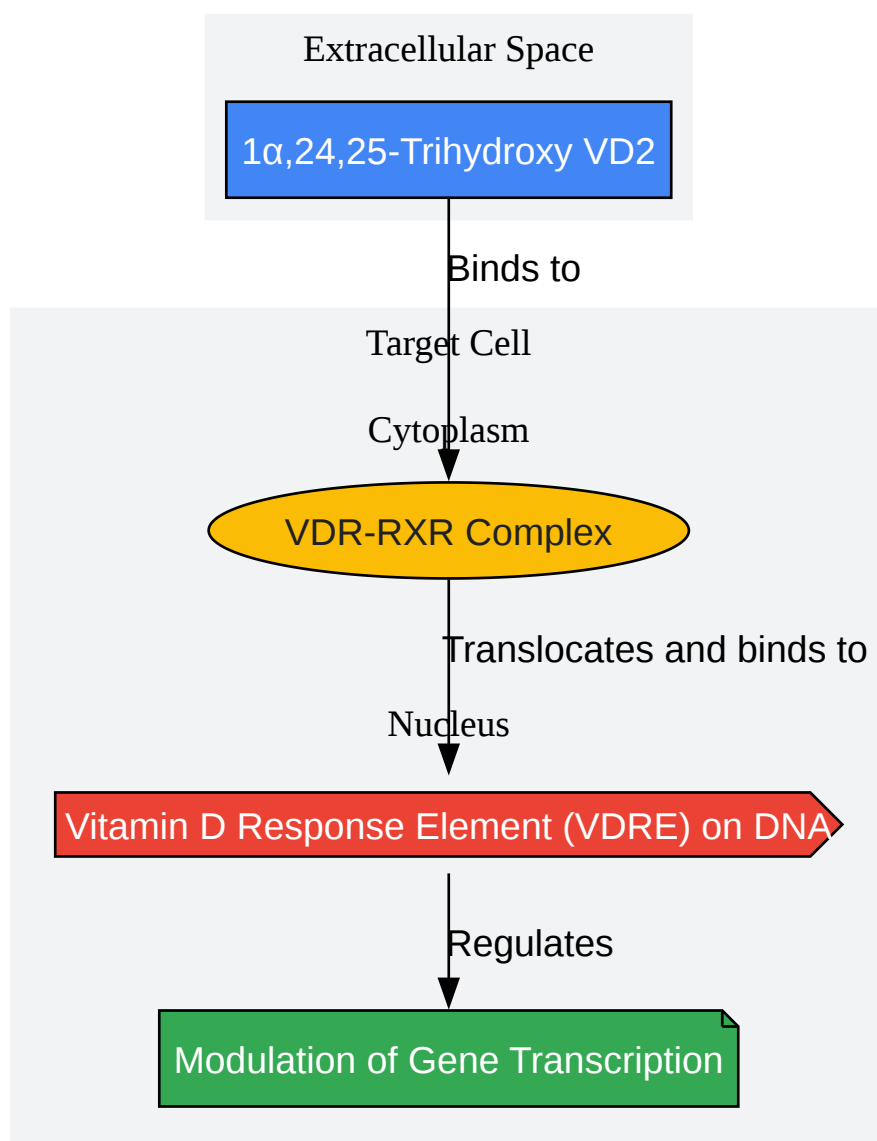 Extracellular Space
1α,24,25-Trihydroxy VD2
Binds to
Target Cell
Cytoplasm
VDR-RXR Complex
Translocates and binds to
Nucleus
Vitamin D Response Element (VDRE) on DNA
Regulates
Modulation of Gene Transcription